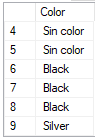 Color
4 Sin color
5 Sin color
6 Black
7 Black
8 Black
9 Silver